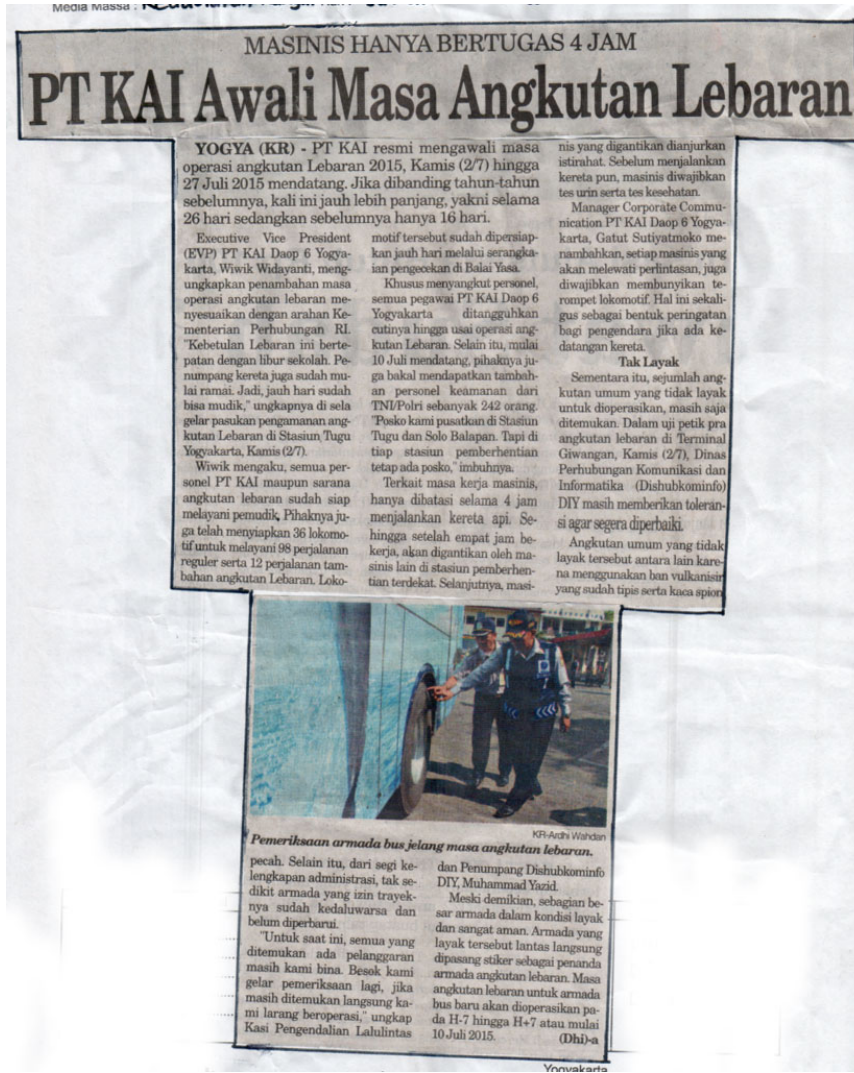 Media Massa :
MASINIS HANYA BERTUGAS 4 JAM
PT KAI Awali Masa Angkutan Lebaran
YOGYA (KR) - PT KAI resmi mengawali masa
operasi angkutan Lebaran 2015, Kamis (2/7) hingga
27 Juli 2015 mendatang. Jika dibanding tahun-tahun
sebelumnya, kali ini jauh lebih panjang, yakni selama
26 hari sedangkan sebelumnya hanya 16 hari.
Executive Vice President
(EVP) PT KAI Daop 6 Yogya-
karta, Wiwik Widayanti, meng-
ungkapkan penambahan masa
operasi angkutan lebaran me-
nyesuaikan dengan arahan Ke-
menterian Perhubungan RI.
"Kebetulan Lebaran ini berte-
patan dengan libur sekolah. Pe-
numpang kereta juga sudah mu-
lai ramai. Jadi, jauh hari sudah
bisa mudik," ungkapnya di sela
gelar pasukan pengamanan ang-
kutan Lebaran di Stasiun Tugu
Yogyakarta, Kamis (2/7).
Wiwik mengaku, semua per-
sonel PT KAI maupun sarana
angkutan lebaran sudah siap
melayani pemudik. Pihaknya ju-
ga telah menyiapkan 36 lokomo-
tif untuk melayani 98 perjalanan
reguler serta 12 perjalanan tam-
bahan angkutan Lebaran. Loko-
motif tersebut sudah dipersiap-
kan jauh hari melalui serangka-
ian pengecekan di Balai Yasa.
Khusus menyangkut personel,
semua pegawai PT KAI Daop 6
Yogyakarta ditangguhkan
cutinya hingga usai operasi ang-
kutan Lebaran. Selain itu, mulai
10 Juli mendatang, pihaknya ju-
ga bakal mendapatkan tambah-
an personel keamanan dari
TNI/Polri sebanyak 242 orang.
"Posko kami pusatkan di Stasiun
Tugu dan Solo Balapan. Tapi di
tiap stasiun pemberhentian
tetap ada posko," imbuhnya.
Terkait masa kerja masinis,
hanya dibatasi selama 4 jam
menjalankan kereta api. Se-
hingga setelah empat jam be-
kerja, akan digantikan oleh ma-
sinis lain di stasiun pemberhen-
tian terdekat. Selanjutnya, masi-
nis yang digantikan dianjurkan
istirahat. Sebelum menjalankan
kereta pun, masinis diwajibkan
tes urin serta tes kesehatan.
Manager Corporate Commu-
nication PT KAI Daop 6 Yogya-
karta, Gatut Sutiyatmoko me-
nambahkan, setiap masinis yang
akan melewati perlintasan, juga
diwajibkan membunyikan te-
rompet lokomotif. Hal ini sekali-
gus sebagai bentuk peringatan
bagi pengendara jika ada ke-
datangan kereta.
Tak Layak
Sementara itu, sejumlah ang-
kutan umum yang tidak layak
untuk dioperasikan, masih saja
ditemukan. Dalam uji petik pra
angkutan lebaran di Terminal
Giwangan, Kamis (2/7), Dinas
Perhubungan Komunikasi dan
Informatika (Dishubkominfo)
DIY masih memberikan toleran-
si agar segera diperbaiki.
Angkutan umum yang tidak
layak tersebut antara lain kare-
na menggunakan ban vulkanisir
yang sudah tipis serta kaca spion
KR-Ardhi Wahdan
Pemeriksaan armada bus jelang masa angkutan lebaran.
pecah. Selain itu, dari segi ke-
lengkapan administrasi, tak se-
dikit armada yang izin trayek-
nya sudah kedaluwarsa dan
belum diperbarui.
"Untuk saat ini, semua yang
ditemukan ada pelanggaran
masih kami bina. Besok kami
gelar pemeriksaan lagi, jika
masih ditemukan langsung ka-
mi larang beroperasi," ungkap
Kasi Pengendalian Lalulintas
dan Penumpang Dishubkominfo
DIY, Muhammad Yazid.
Meski demikian, sebagian be-
sar armada dalam kondisi layak
dan sangat aman. Armada yang
layak tersebut lantas langsung
dipasang stiker sebagai penanda
armada angkutan lebaran. Masa
angkutan lebaran untuk armada
bus baru akan dioperasikan pa-
da H-7 hingga H+7 atau mulai
10 Juli 2015. (Dhi)-a
Yogyakarta